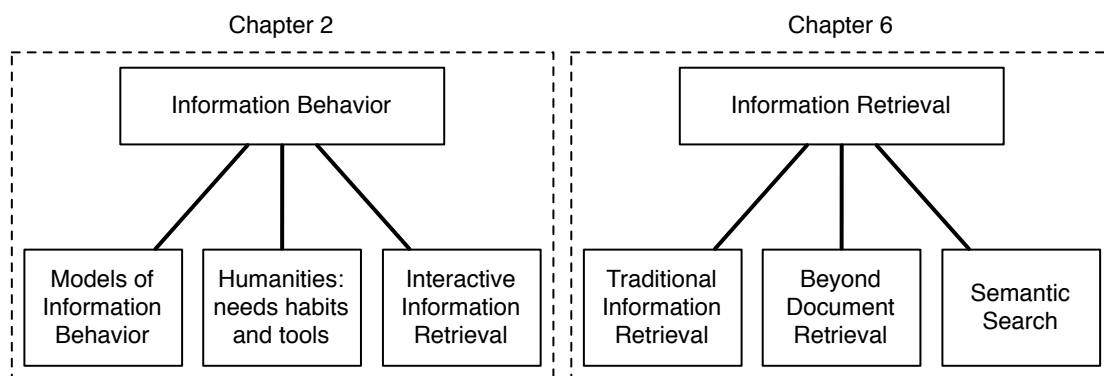 Chapter 2
Information Behavior
Models of
Information
Behavior
Humanities:
needs habits
and tools
Interactive
Information
Retrieval
Chapter 6
Information Retrieval
Traditional
Information
Retrieval
Beyond
Document
Retrieval
Semantic
Search